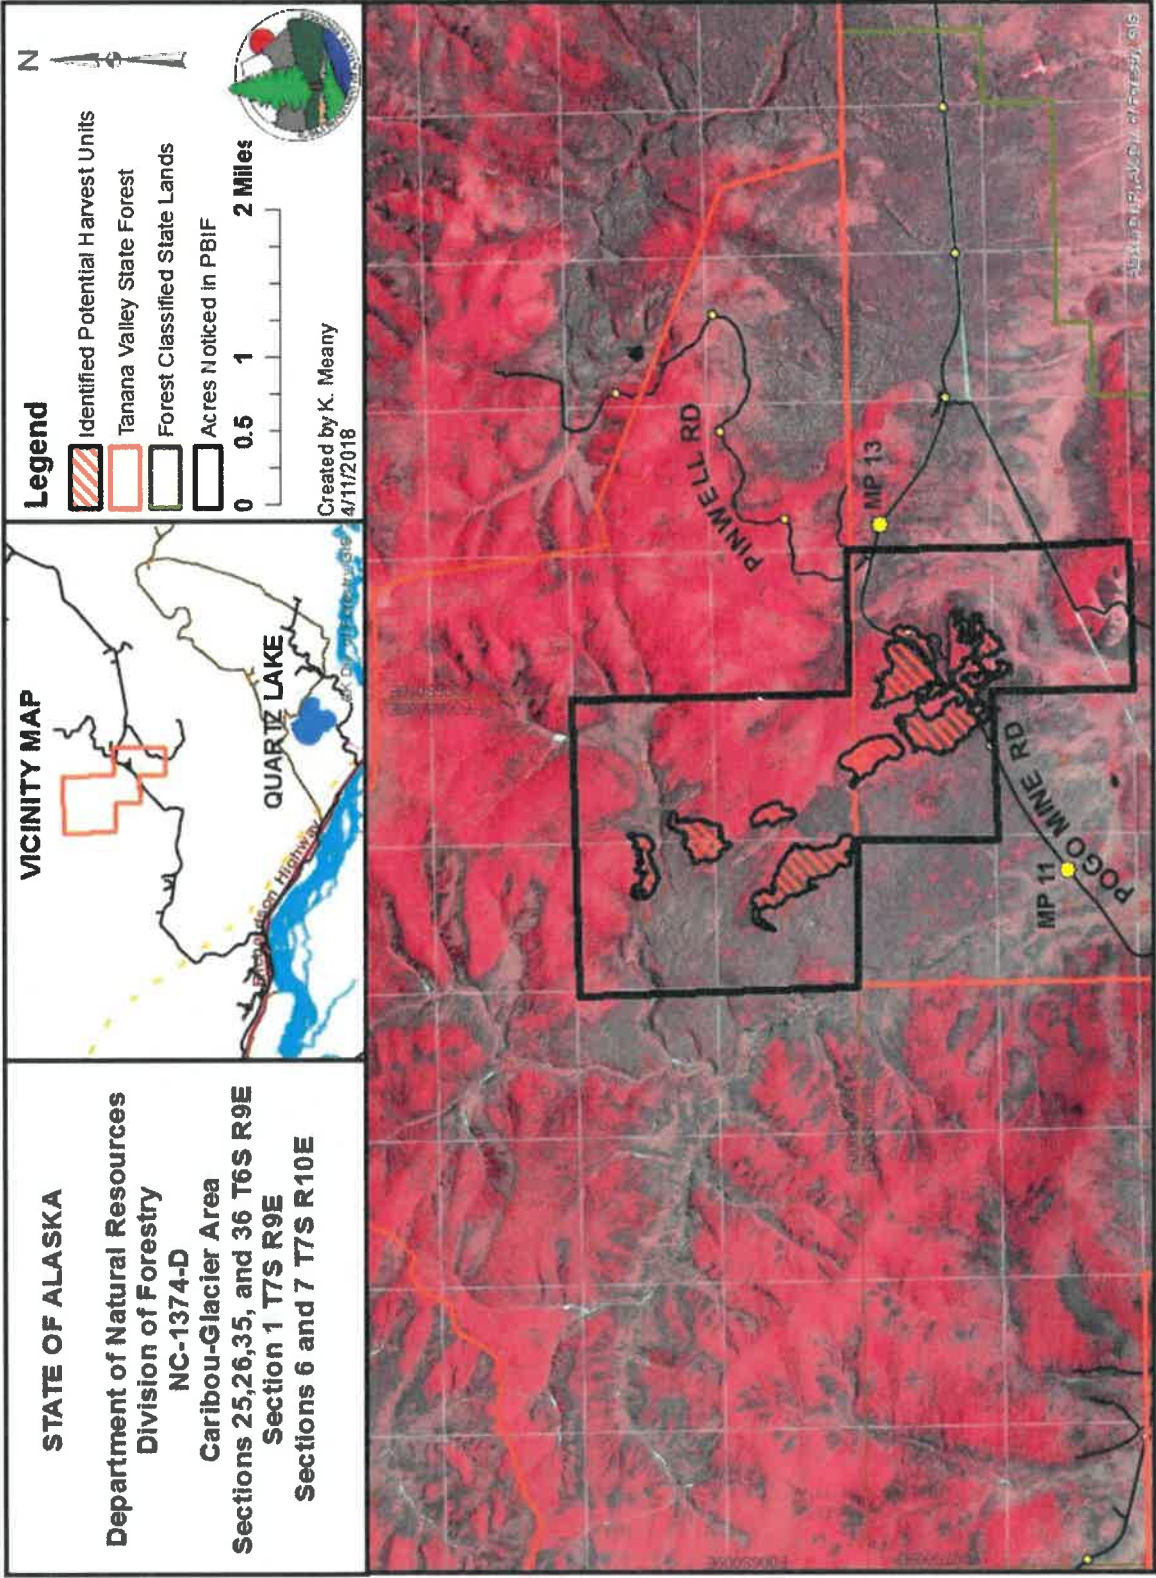 STATE OF ALASKA
Department of Natural Resources
Division of Forestry
NC-1374-D
Caribou-Glacier Area
Sections 25,26,35, and 36 T6S R9E
Section 1 T7S R9E
Sections 6 and 7 T7S R10E
VICINITY MAP
QUARTZ LAKE
Highway
Legend
Identified Potential Harvest Units
Tanana Valley State Forest
Forest Classified State Lands
Acres Noticed in PBIF
0 0.5 1 2 Miles
Created by K. Meany
4/11/2018
N
PINWELL RD
MP 13
MP 11
POGO MINE RD